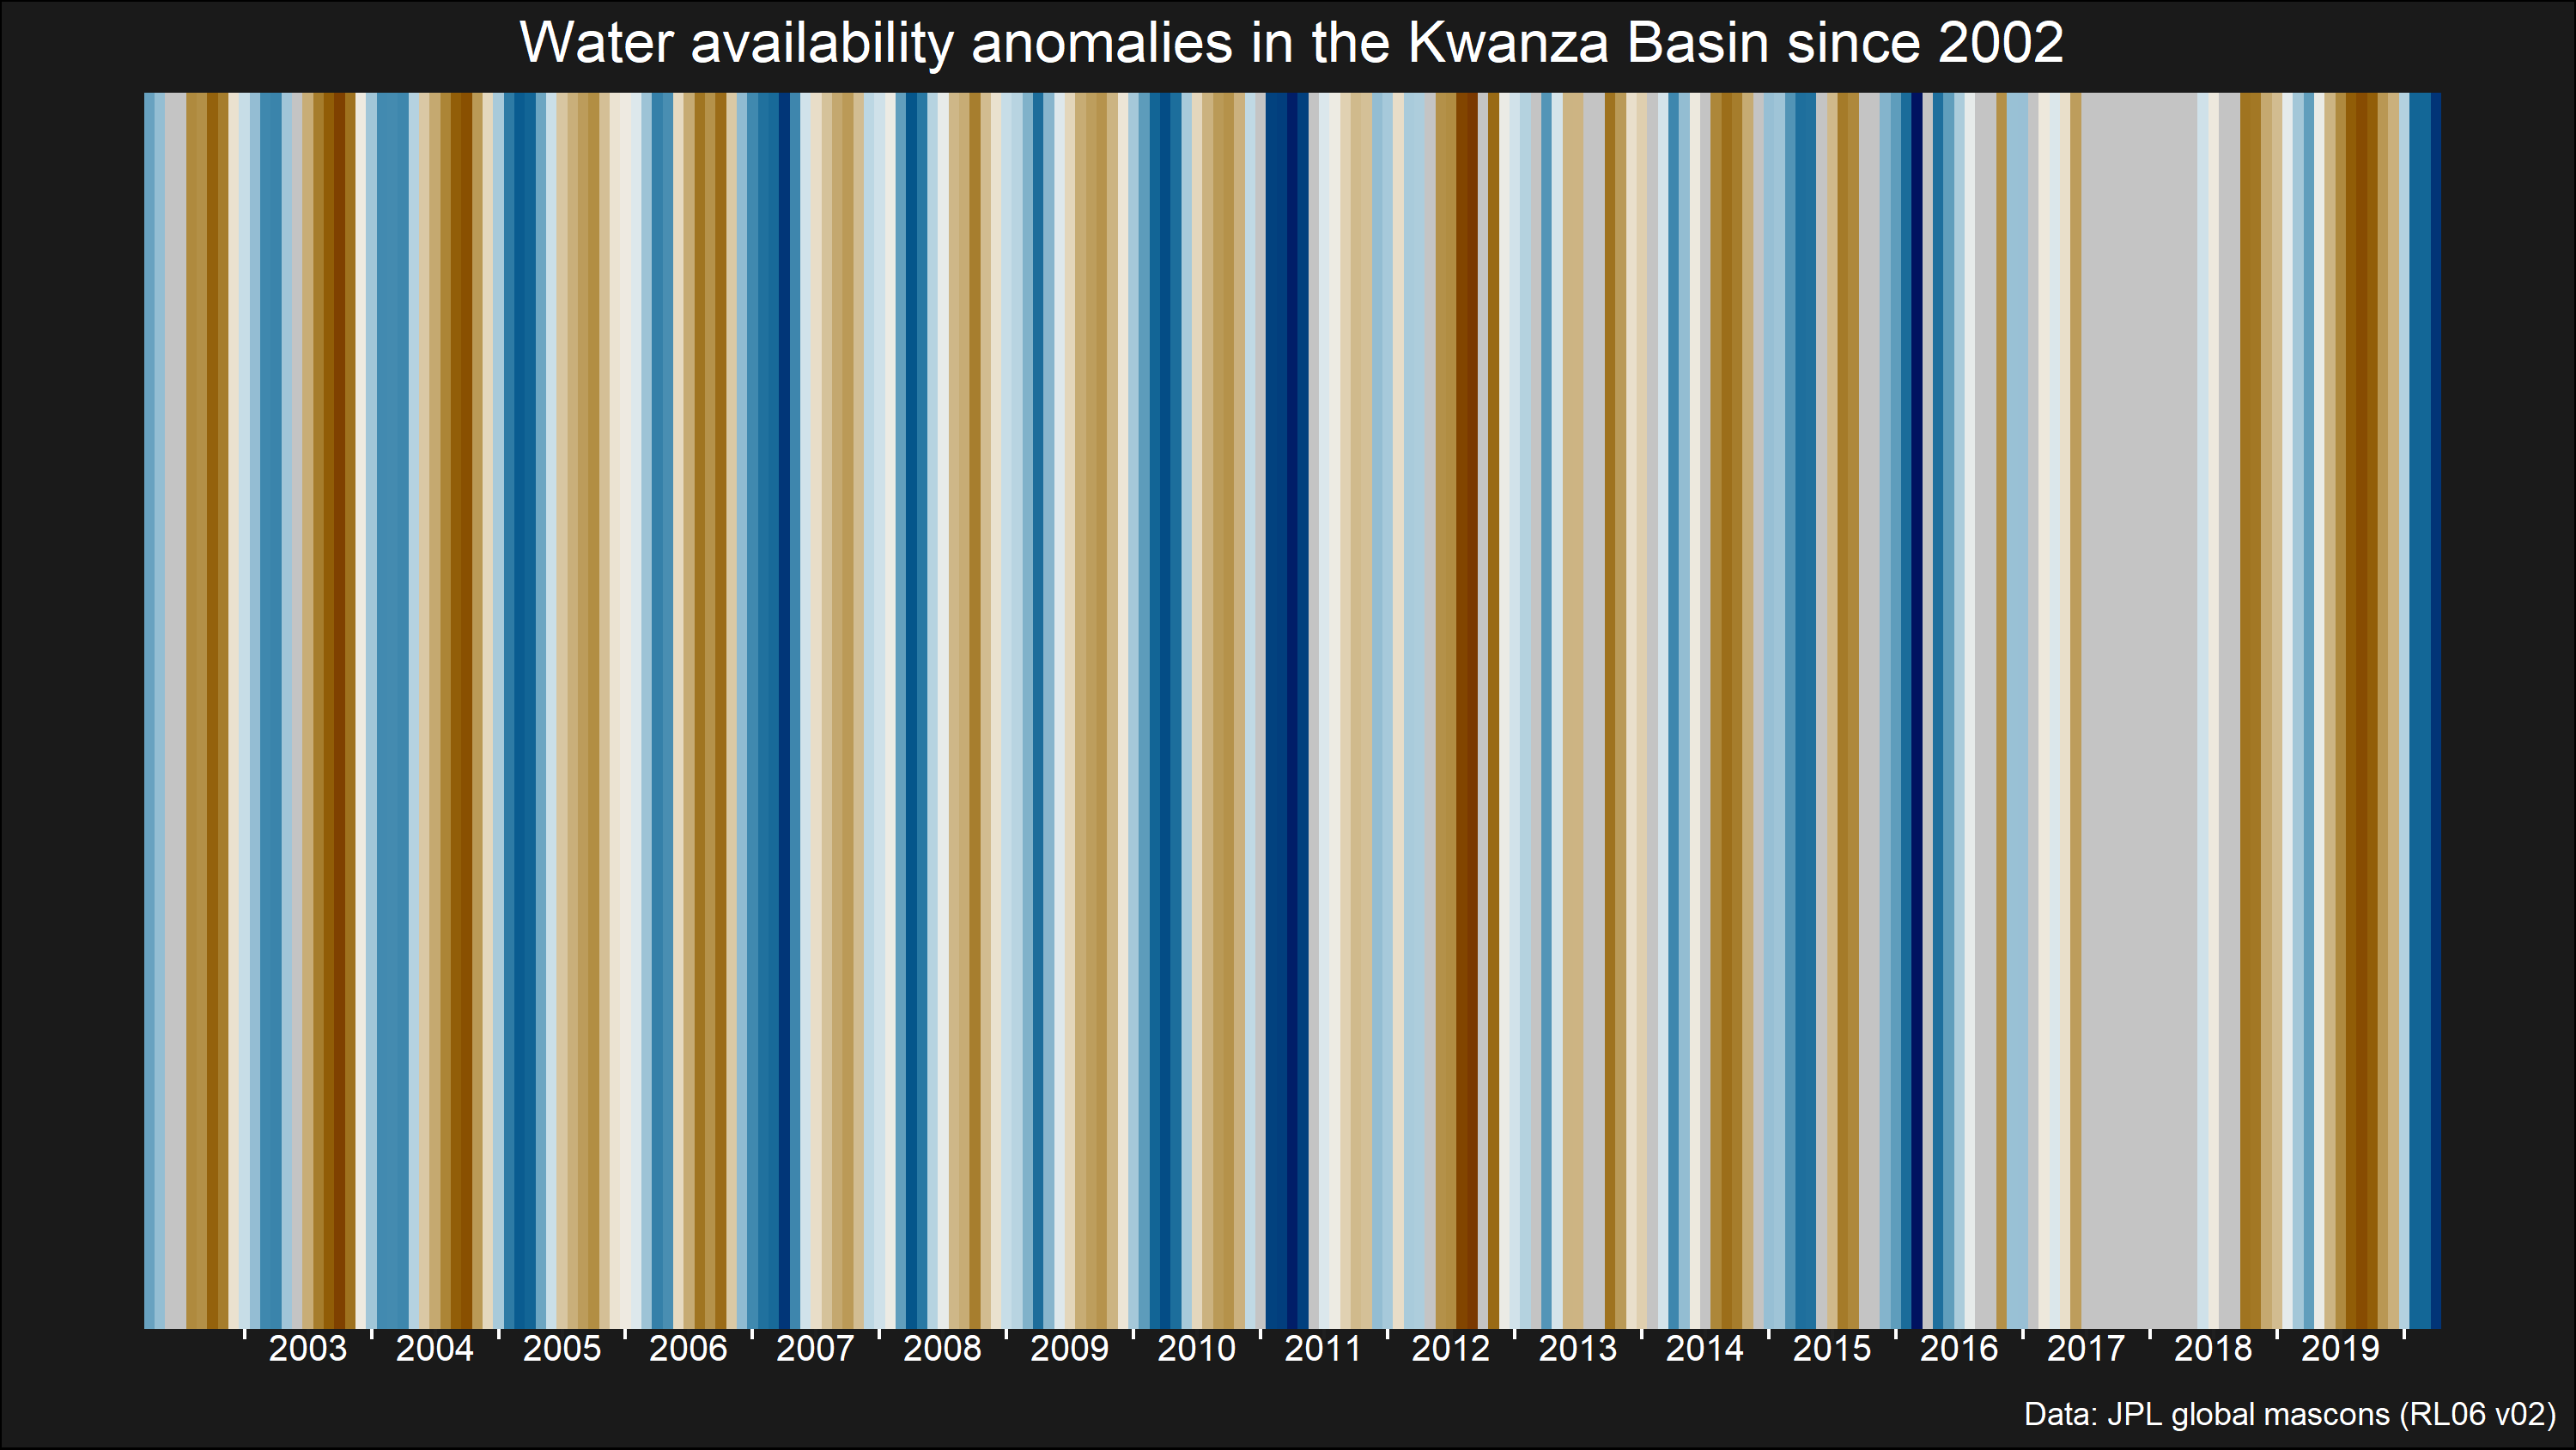 Water availability anomalies in the Kwanza Basin since 2002
2003 2004 2005 2006 2007 2008 2009 2010 2011 2012 2013 2014 2015 2016 2017 2018 2019
Data: JPL global mascons (RL06 v02)